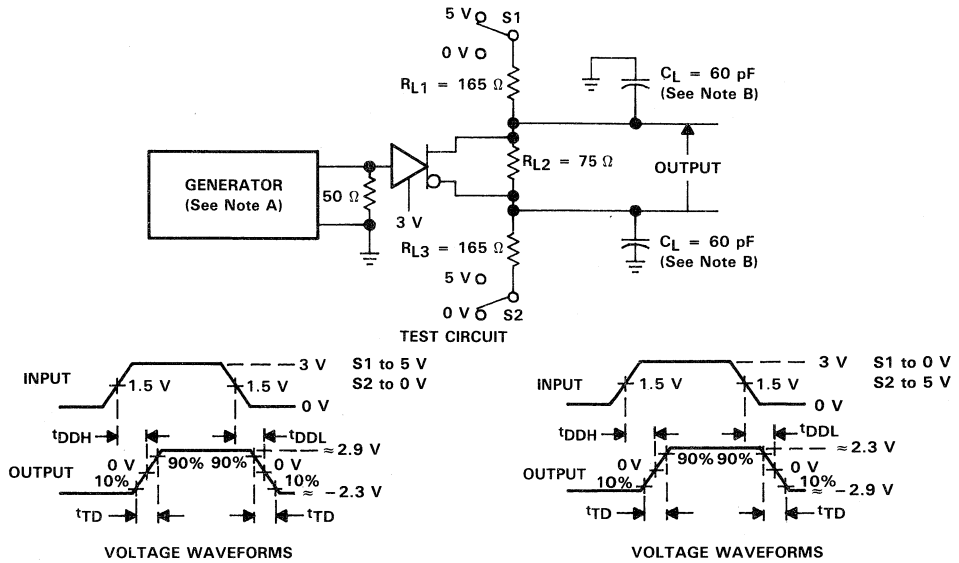 5 V S1
0 V
RL1 = 165 Ω
CL = 60 pF
(See Note B)
GENERATOR
(See Note A)
50 Ω
3 V
RL2 = 75 Ω
OUTPUT
RL3 = 165 Ω
CL = 60 pF
(See Note B)
5 V
0 V S2
TEST CIRCUIT
INPUT
3 V
1.5 V
1.5 V
0 V
S1 to 5 V
S2 to 0 V
tDDH
tDDL
≈ 2.9 V
OUTPUT
0 V
10%
90% 90%
0 V
10%
≈ −2.3 V
tTD
tTD
VOLTAGE WAVEFORMS
INPUT
3 V
1.5 V
1.5 V
0 V
S1 to 0 V
S2 to 5 V
tDDH
tDDL
≈ 2.3 V
OUTPUT
0 V
10%
90% 90%
0 V
10%
≈ −2.9 V
tTD
tTD
VOLTAGE WAVEFORMS